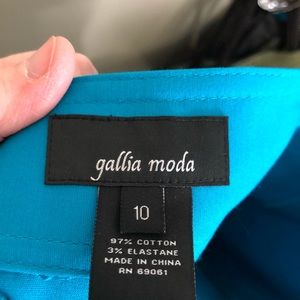 gallia moda
10
97% COTTON
3% ELASTANE
MADE IN CHINA
RN 69061